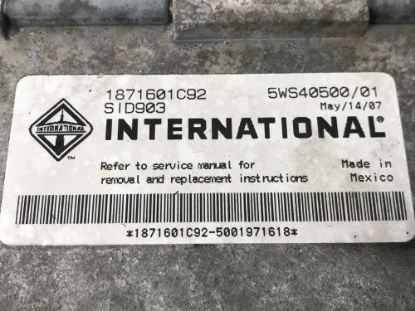 1871601C92 5WS40500/01
SID903 May/14/07
INTERNATIONAL®
INTERNATIONAL
TM
Refer to service manual for Made in
removal and replacement instructions Mexico
*1871601C92-5001971618*